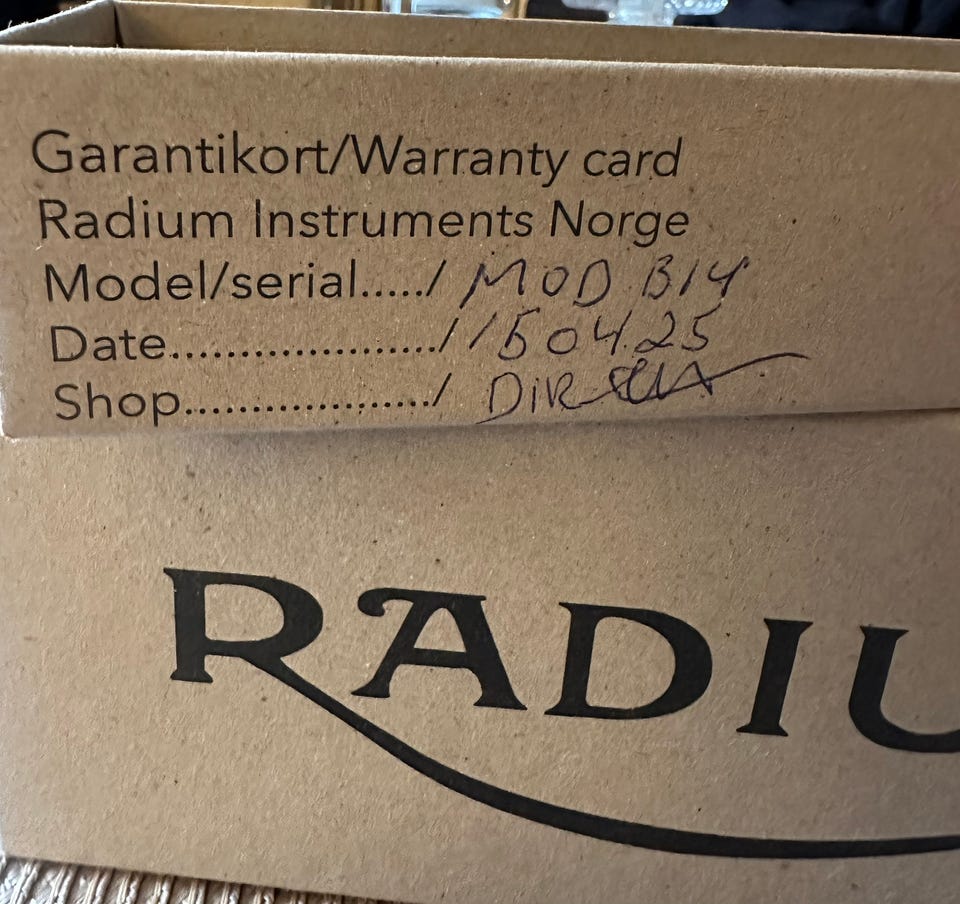 Garantikort/Warranty card
Radium Instruments Norge
Model/serial...../ MOD B14
Date...................../ 150425
Shop.................../
RADIU